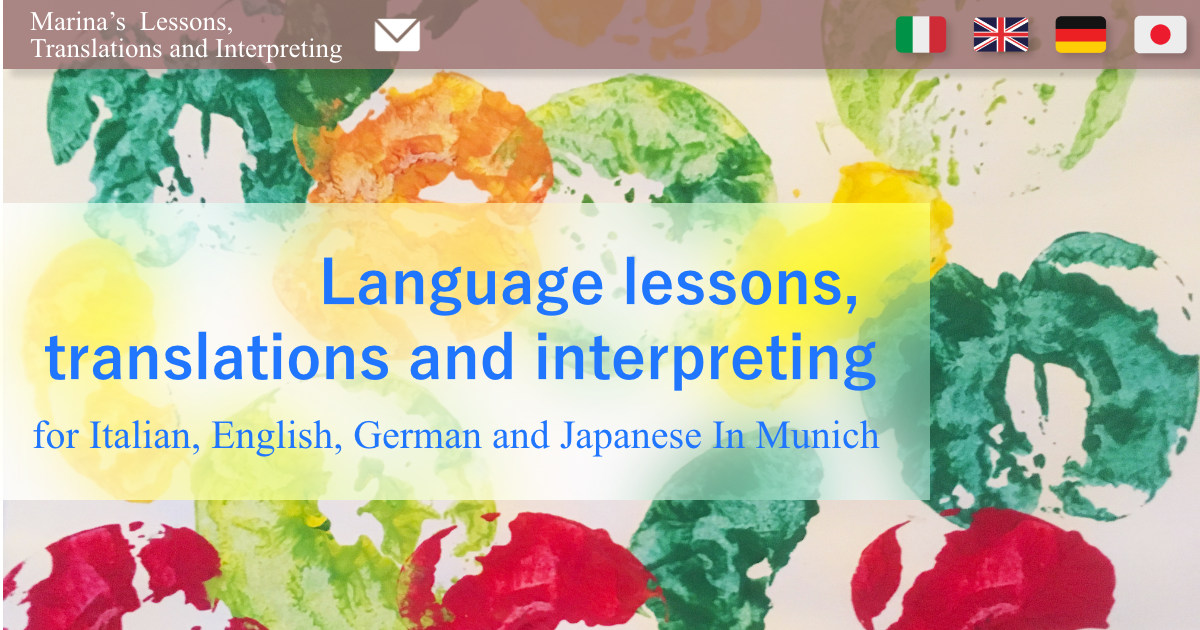 Marina’s Lessons,
Translations and Interpreting
Language lessons,
translations and interpreting
for Italian, English, German and Japanese In Munich